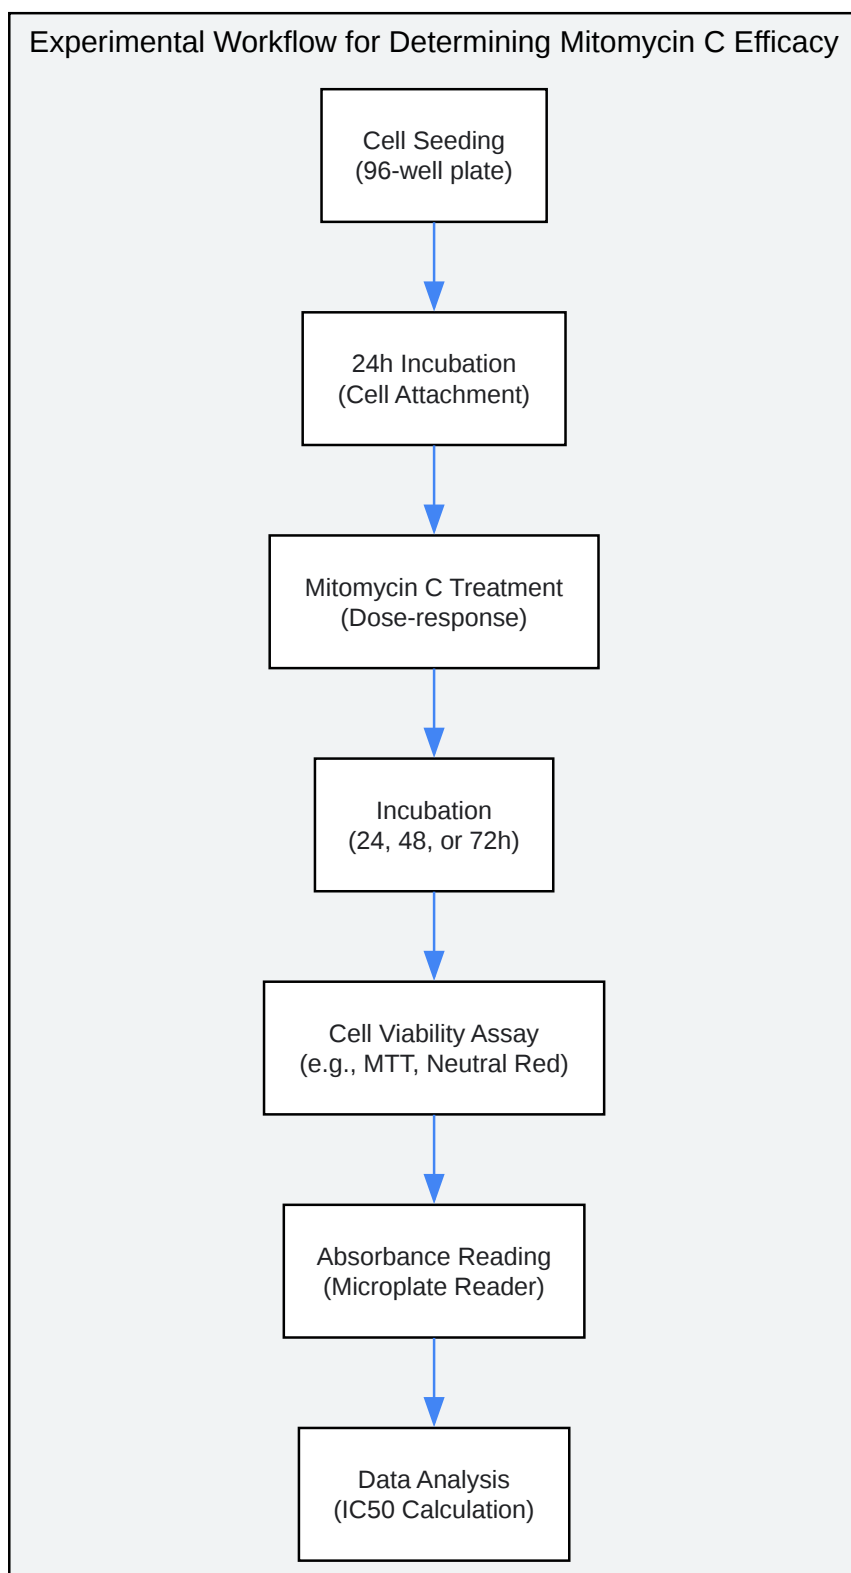 Experimental Workflow for Determining Mitomycin C Efficacy
Cell Seeding
(96-well plate)
24h Incubation
(Cell Attachment)
Mitomycin C Treatment
(Dose-response)
Incubation
(24, 48, or 72h)
Cell Viability Assay
(e.g., MTT, Neutral Red)
Absorbance Reading
(Microplate Reader)
Data Analysis
(IC50 Calculation)